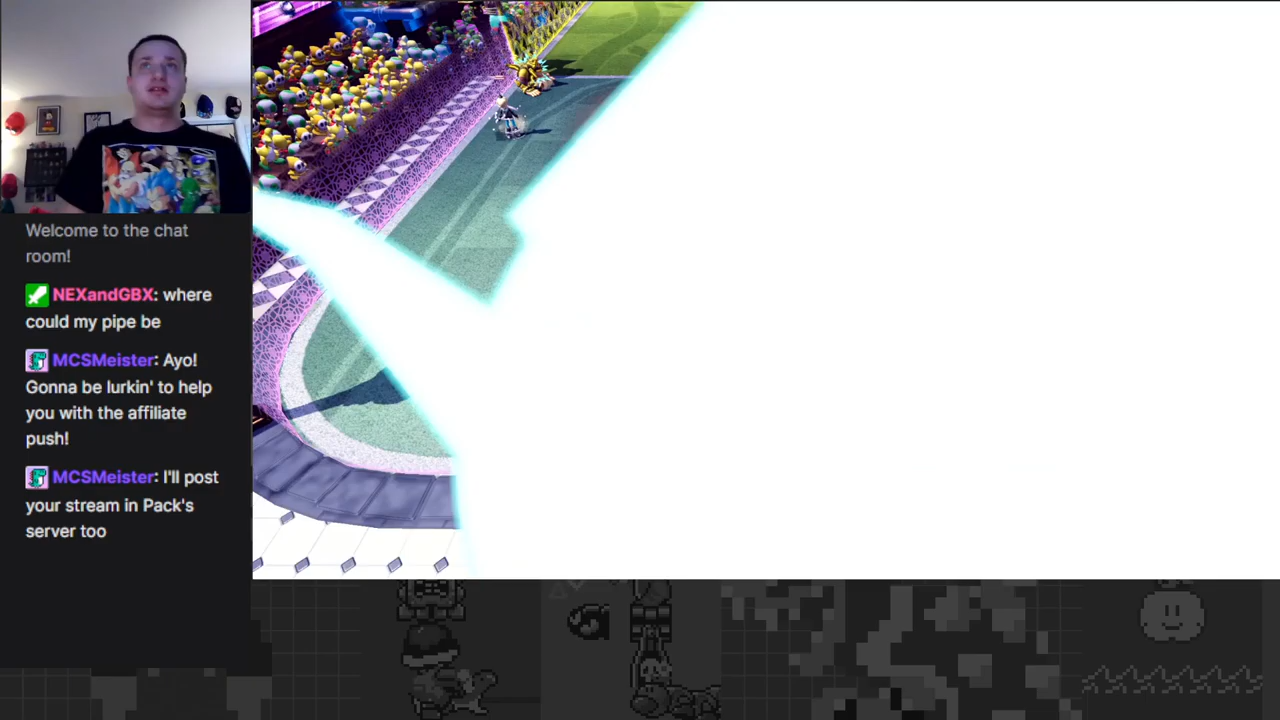 Welcome to the chat
room!
NEXandGBX: where
could my pipe be
MCSMeister: Ayo!
Gonna be lurkin' to help
you with the affiliate
push!
MCSMeister: I'll post
your stream in Pack's
server too